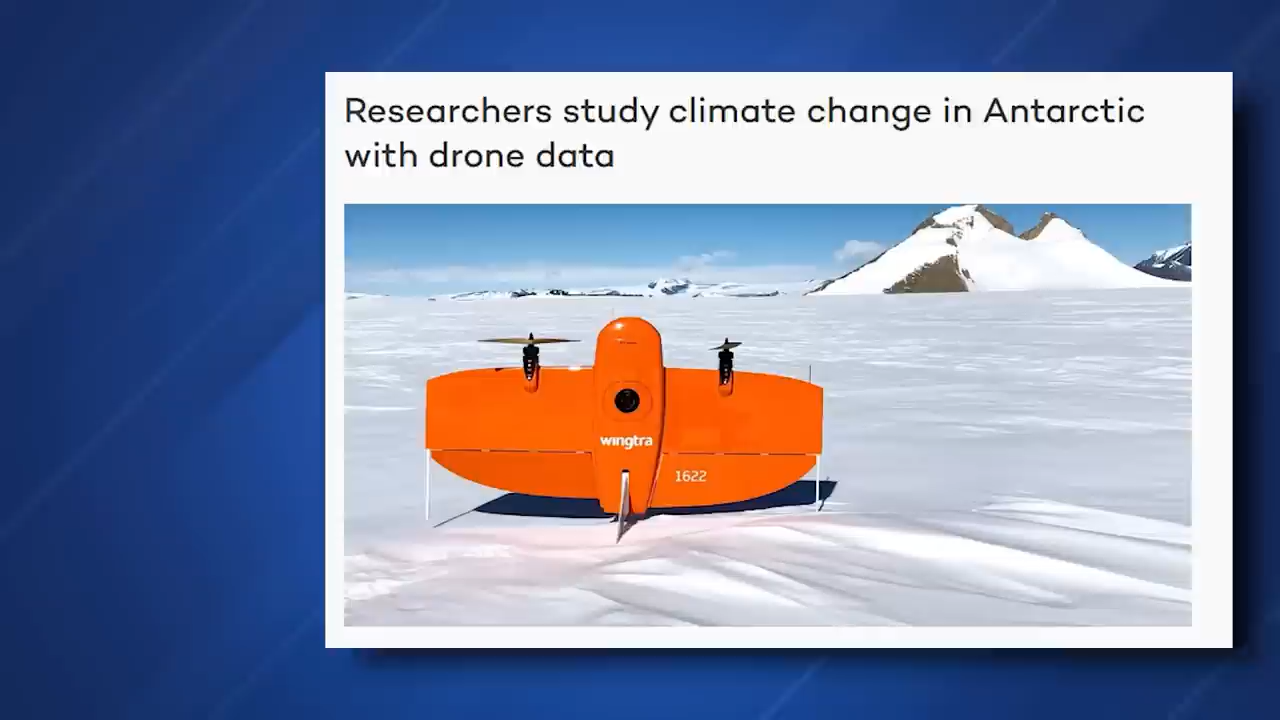 Researchers study climate change in Antarctic
with drone data
wingtra
1622